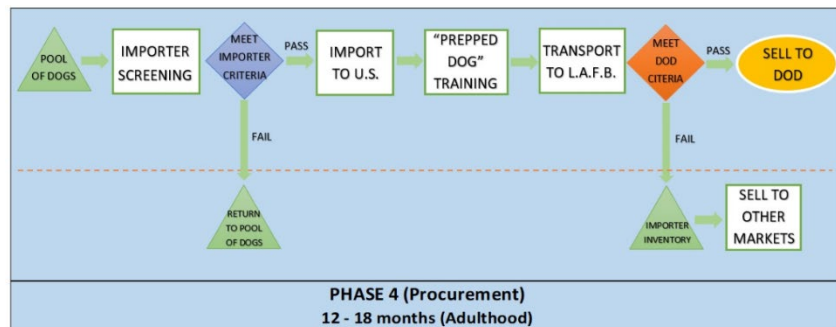 POOL
OF DOGS
IMPORTER
SCREENING
MEET
IMPORTER
CRITERIA
PASS
IMPORT
TO U.S.
“PREPPED
DOG”
TRAINING
TRANSPORT
TO L.A.F.B.
MEET
DOD
CITERIA
PASS
SELL TO
DOD
FAIL
FAIL
RETURN
TO POOL
OF DOGS
IMPORTER
INVENTORY
SELL TO
OTHER
MARKETS
PHASE 4 (Procurement)
12 - 18 months (Adulthood)